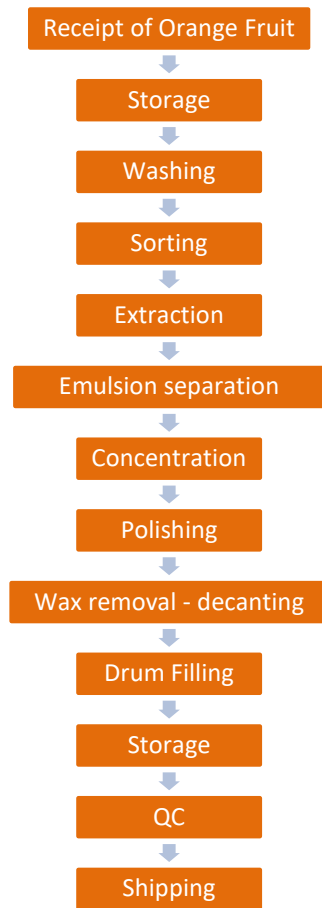 Receipt of Orange Fruit
Storage
Washing
Sorting
Extraction
Emulsion separation
Concentration
Polishing
Wax removal - decanting
Drum Filling
Storage
QC
Shipping